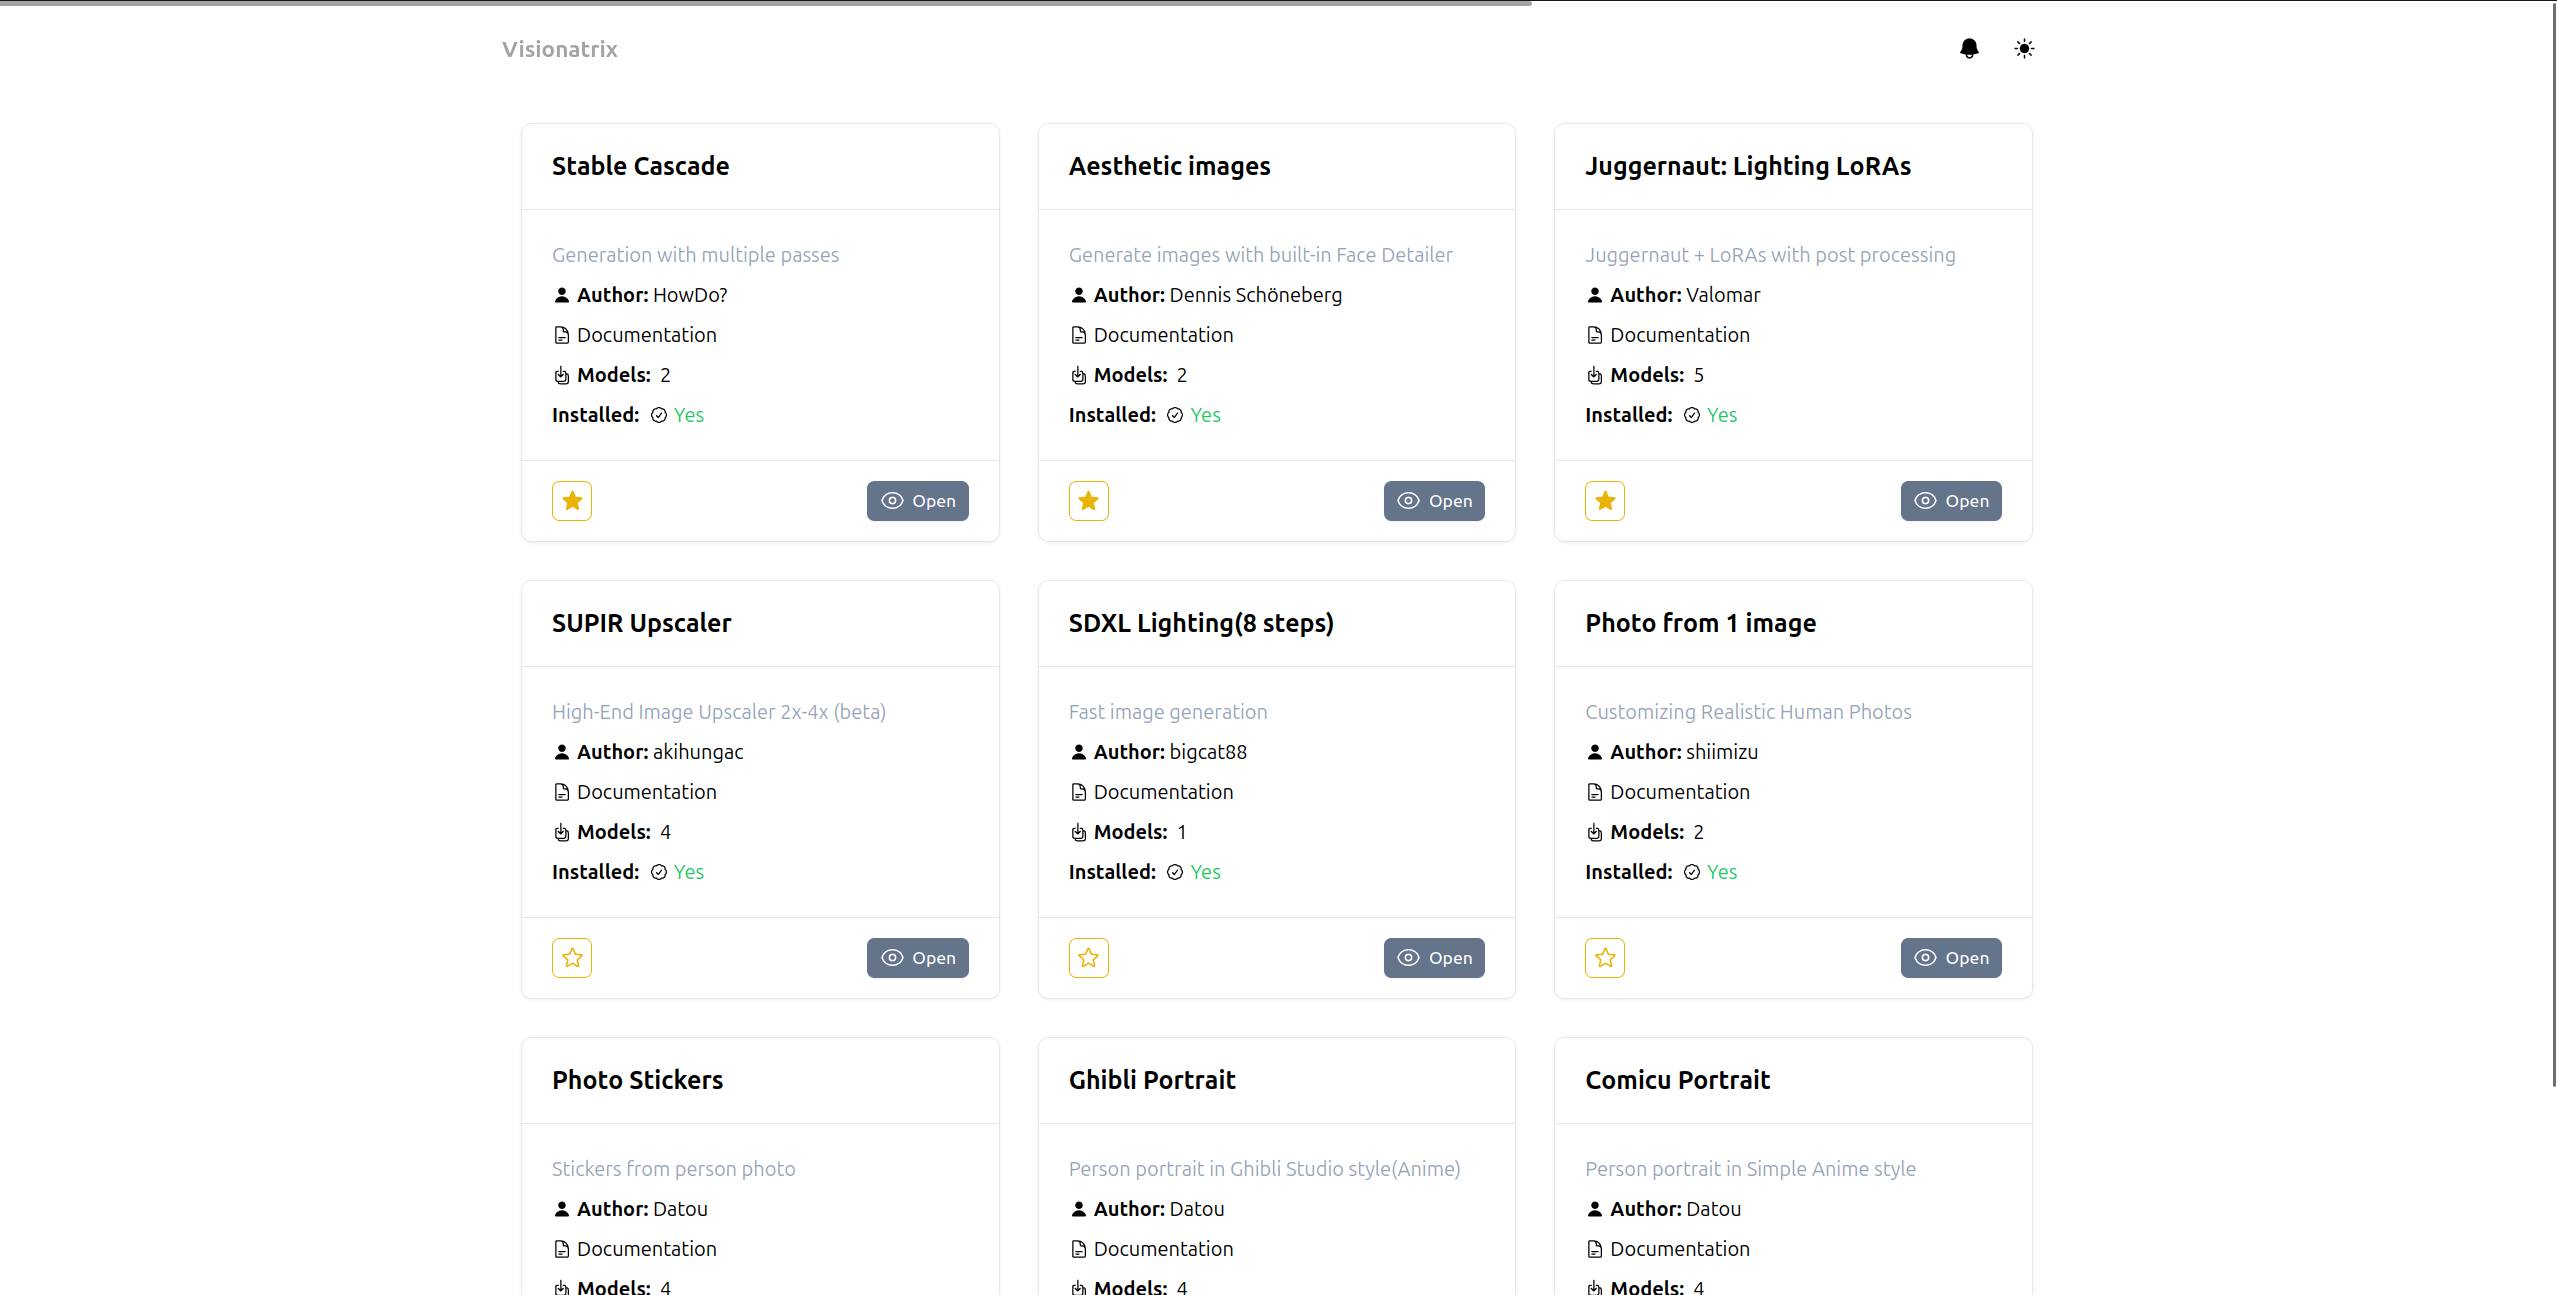 Visionatrix
Stable Cascade
Generation with multiple passes
Author: HowDo?
Documentation
Models: 2
Installed: Yes
Open
Aesthetic images
Generate images with built-in Face Detailer
Author: Dennis Schöneberg
Documentation
Models: 2
Installed: Yes
Open
Juggernaut: Lighting LoRAs
Juggernaut + LoRAs with post processing
Author: Valomar
Documentation
Models: 5
Installed: Yes
Open
SUPIR Upscaler
High-End Image Upscaler 2x-4x (beta)
Author: akihungac
Documentation
Models: 4
Installed: Yes
Open
SDXL Lighting(8 steps)
Fast image generation
Author: bigcat88
Documentation
Models: 1
Installed: Yes
Open
Photo from 1 image
Customizing Realistic Human Photos
Author: shiimizu
Documentation
Models: 2
Installed: Yes
Open
Photo Stickers
Stickers from person photo
Author: Datou
Documentation
Models: 4
Ghibli Portrait
Person portrait in Ghibli Studio style(Anime)
Author: Datou
Documentation
Models: 4
Comicu Portrait
Person portrait in Simple Anime style
Author: Datou
Documentation
Models: 4